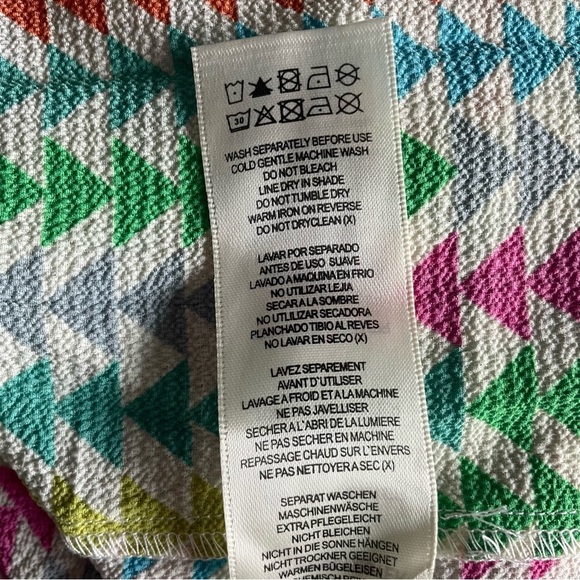 30
WASH SEPARATELY BEFORE USE
COLD GENTLE MACHINE WASH
DO NOT BLEACH
LINE DRY IN SHADE
DO NOT TUMBLE DRY
WARM IRON ON REVERSE
DO NOT DRYCLEAN (X)
LAVAR POR SEPARADO
ANTES DE USO SUAVE
LAVADO A MAQUINA EN FRIO
NO UTILIZAR LEJIA
SECAR A LA SOMBRE
NO UTLILIZAR SECADORA
PLANCHADO TIBIO AL REVES
NO LAVAR EN SECO (X)
LAVEZ SEPAREMENT
AVANT D'UTILISER
LAVAGE A FROID ET A LA MACHINE
NE PAS JAVELLISER
SECHER A L'ABRI DE LA LUMIERE
NE PAS SECHER EN MACHINE
REPASSAGE CHAUD SUR L'ENVERS
NE PAS NETTOYER A SEC (X)
SEPARAT WASCHEN
MASCHINENWÄSCHE
EXTRA PFLEGELEICHT
NICHT BLEICHEN
NICHT IN DIE SONNE HÄNGEN
NICHT TROCKNER GEEIGNET
WARMEN BÜGELEISEN